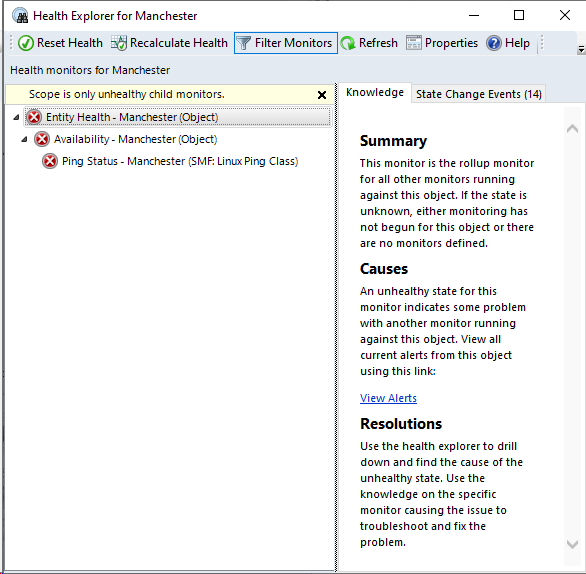 Health Explorer for Manchester
Reset Health Recalculate Health Filter Monitors Refresh Properties Help
Health monitors for Manchester
Scope is only unhealthy child monitors.
Entity Health - Manchester (Object)
Availability - Manchester (Object)
Ping Status - Manchester (SMF: Linux Ping Class)
Knowledge State Change Events (14)
Summary
This monitor is the rollup monitor
for all other monitors running
against this object. If the state is
unknown, either monitoring has
not begun for this object or there
are no monitors defined.
Causes
An unhealthy state for this
monitor indicates some problem
with another monitor running
against this object. View all
current alerts from this object
using this link:
View Alerts
Resolutions
Use the health explorer to drill
down and find the cause of the
unhealthy state. Use the
knowledge on the specific
monitor causing the issue to
troubleshoot and fix the
problem.